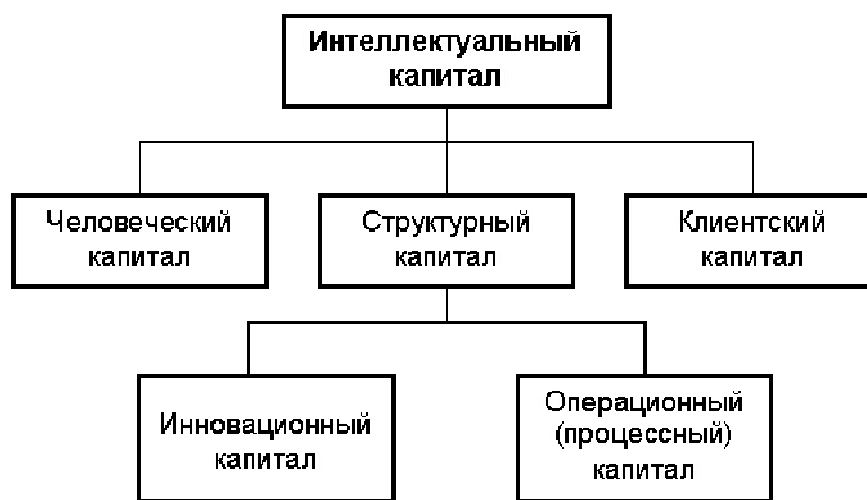 Интеллектуальный
капитал
Человеческий
капитал
Структурный
капитал
Клиентский
капитал
Инновационный
капитал
Операционный
(процессный)
капитал